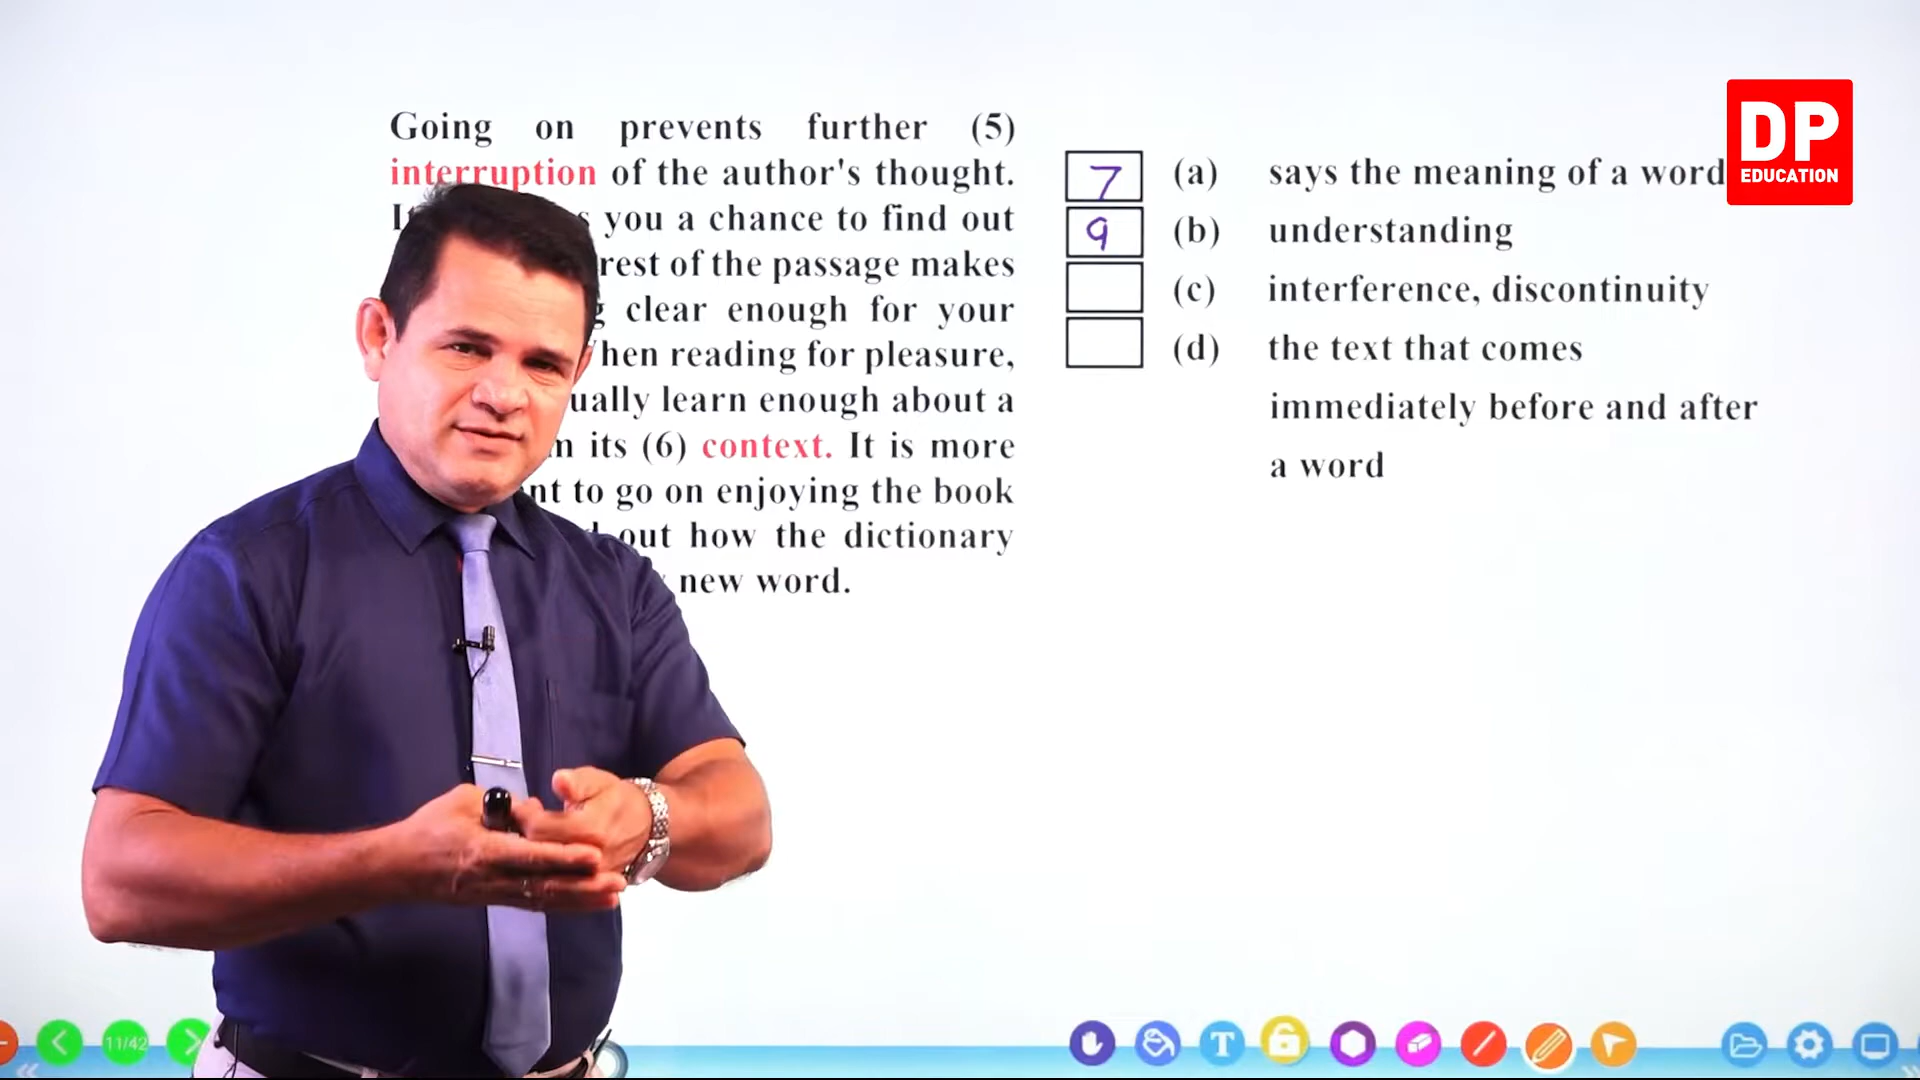 Going on prevents further (5)
interruption of the author's thought.
you a chance to find out
rest of the passage makes
clear enough for your
When reading for pleasure,
learn enough about a
its (6) context. It is more
to go on enjoying the book
out how the dictionary
new word.
7 (a) says the meaning of a word
9 (b) understanding
(c) interference, discontinuity
(d) the text that comes
immediately before and after
a word
DP
EDUCATION
11/42
T